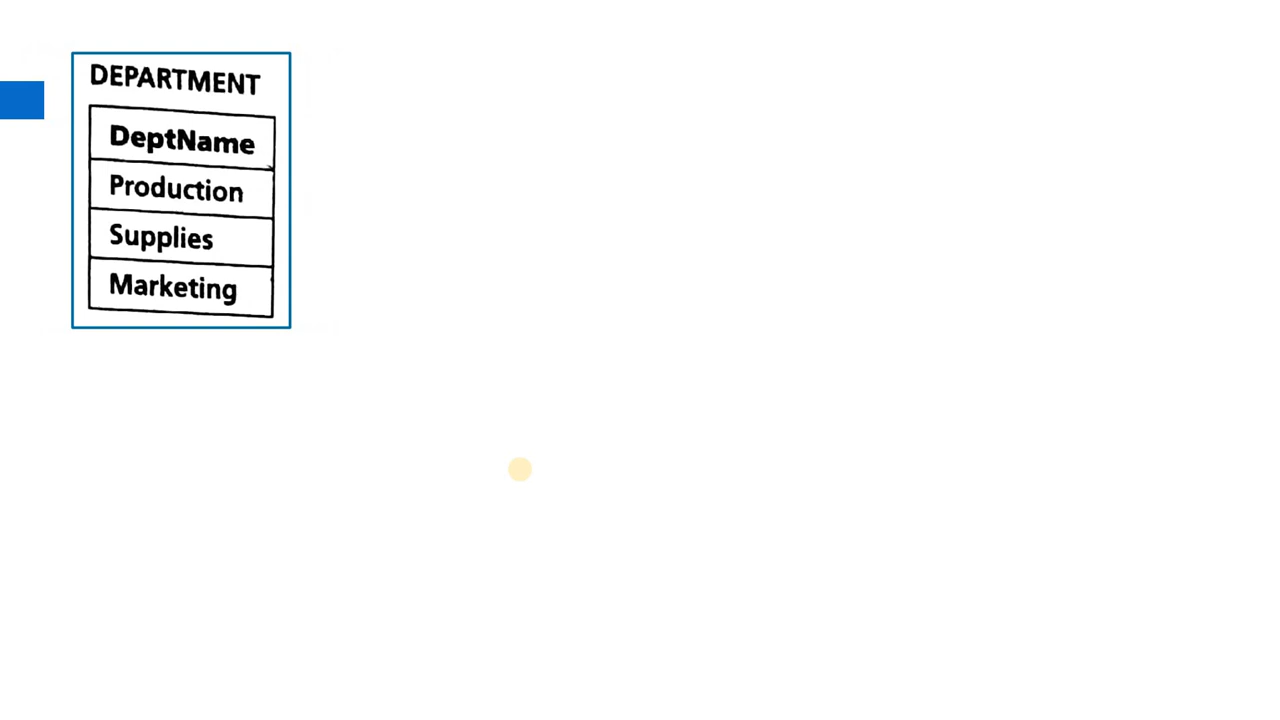 DEPARTMENT
DeptName
Production
Supplies
Marketing